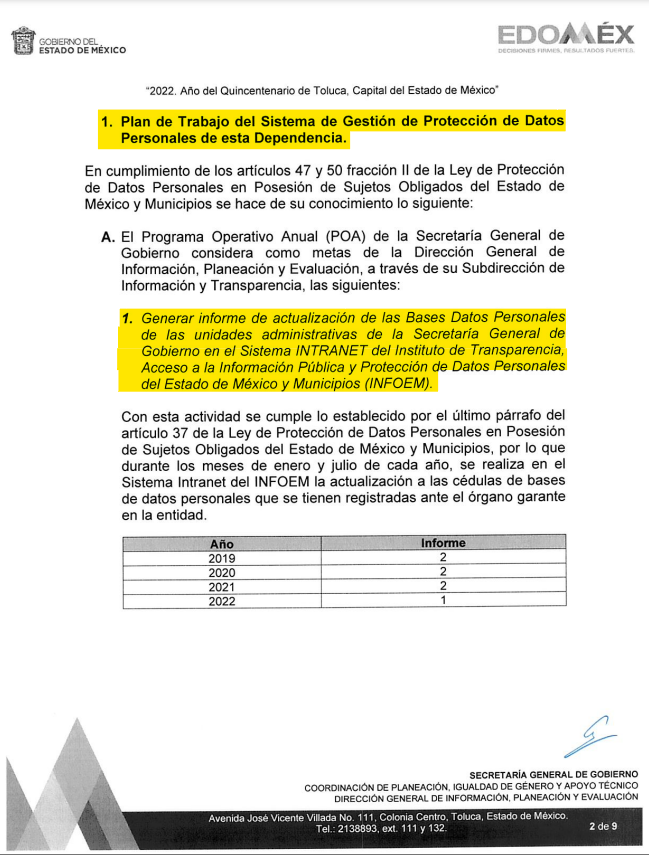 GOBIERNO DEL
ESTADO DE MÉXICO
EDOMÉX
DECISIONES FIRMES, RESULTADOS FUERTES.
“2022. Año del Quincentenario de Toluca, Capital del Estado de México”
1. Plan de Trabajo del Sistema de Gestión de Protección de Datos
Personales de esta Dependencia.
En cumplimiento de los artículos 47 y 50 fracción II de la Ley de Protección
de Datos Personales en Posesión de Sujetos Obligados del Estado de
México y Municipios se hace de su conocimiento lo siguiente:
A. El Programa Operativo Anual (POA) de la Secretaría General de
Gobierno considera como metas de la Dirección General de
Información, Planeación y Evaluación, a través de su Subdirección de
Información y Transparencia, las siguientes:
1. Generar informe de actualización de las Bases Datos Personales
de las unidades administrativas de la Secretaría General de
Gobierno en el Sistema INTRANET del Instituto de Transparencia,
Acceso a la Información Pública y Protección de Datos Personales
del Estado de México y Municipios (INFOEM).
Con esta actividad se cumple lo establecido por el último párrafo del
artículo 37 de la Ley de Protección de Datos Personales en Posesión
de Sujetos Obligados del Estado de México y Municipios, por lo que
durante los meses de enero y julio de cada año, se realiza en el
Sistema Intranet del INFOEM la actualización a las cédulas de bases
de datos personales que se tienen registradas ante el órgano garante
en la entidad.
Año Informe
2019 2
2020 2
2021 2
2022 1
SECRETARÍA GENERAL DE GOBIERNO
COORDINACIÓN DE PLANEACIÓN, IGUALDAD DE GÉNERO Y APOYO TÉCNICO
DIRECCIÓN GENERAL DE INFORMACIÓN, PLANEACIÓN Y EVALUACIÓN
Avenida José Vicente Villada No. 111, Colonia Centro, Toluca, Estado de México.
Tel.: 2138893, ext. 111 y 132.
2 de 9